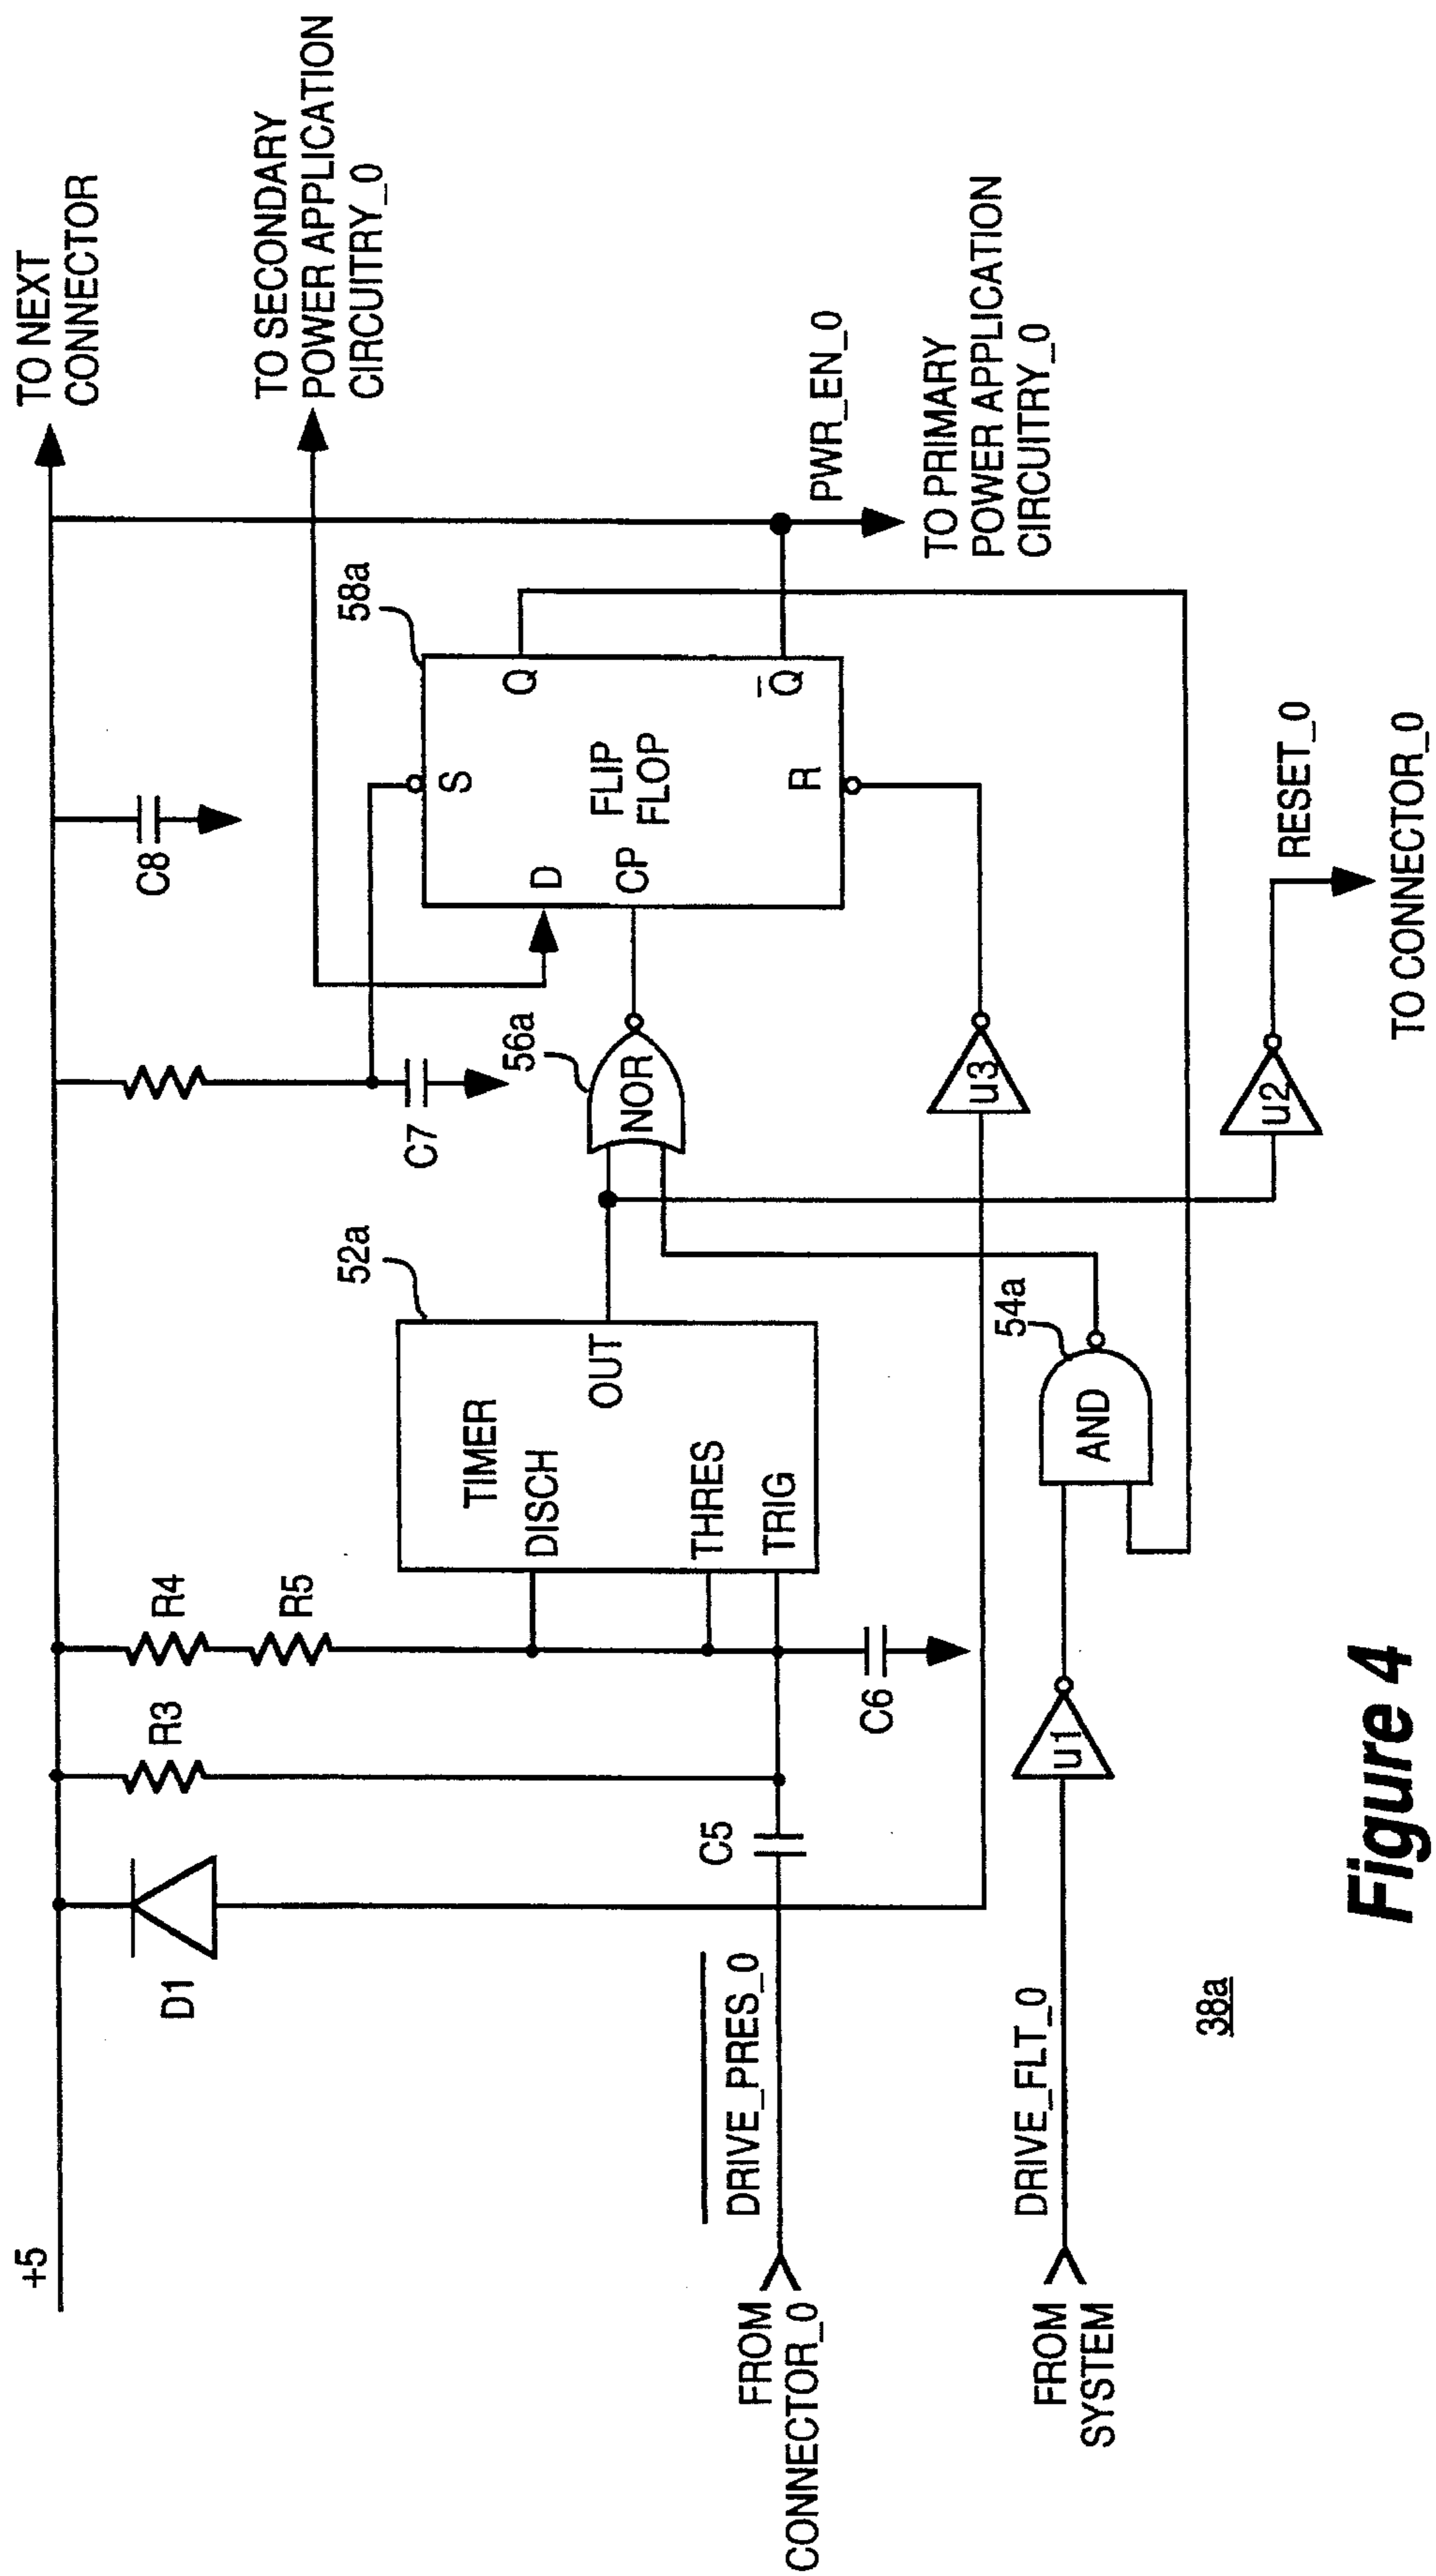 +5
TO NEXT
CONNECTOR
D1
R3
R4
R5
C8
TO SECONDARY
POWER APPLICATION
CIRCUITRY_0
52a
TIMER
DISCH
OUT
THRES
TRIG
C7
56a
NOR
58a
S
D
Q
FLIP
FLOP
CP
Q
R
PWR_EN_0
TO PRIMARY
POWER APPLICATION
CIRCUITRY_0
DRIVE_PRES_0
FROM
CONNECTOR_0
C5
C6
u3
DRIVE_FLT_0
FROM
SYSTEM
u1
54a
AND
u2
RESET_0
TO CONNECTOR_0
38a
Figure 4